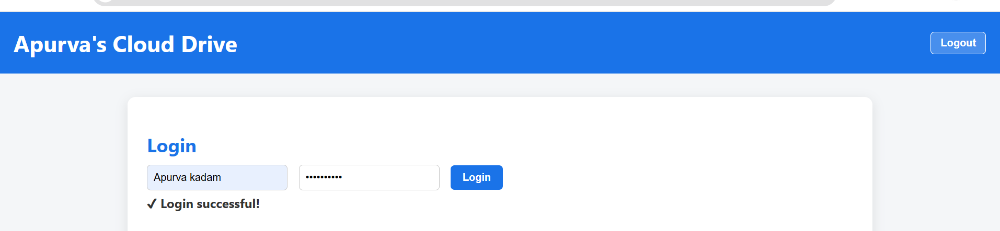 Apurva's Cloud Drive
Logout
Login
Apurva kadam
•••••••••• Login
✓ Login successful!